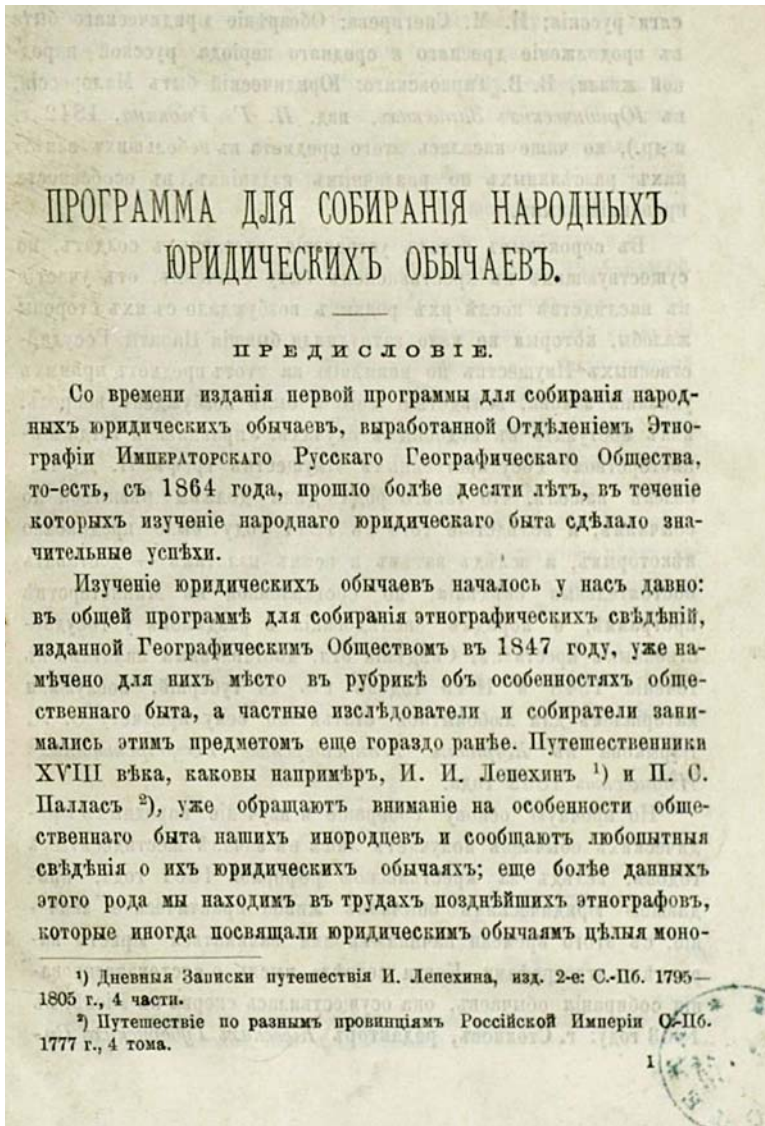 ПРОГРАММА ДЛЯ СОБИРАНІЯ НАРОДНЫХЪ
ЮРИДИЧЕСКИХЪ ОБЫЧАЕВЪ.
ПРЕДИСЛОВІЕ.
Со времени изданія первой программы для собиранія народ-
ныхъ юридическихъ обычаевъ, выработанной Отдѣленіемъ Этно-
графіи Императорскаго Русскаго Географическаго Общества,
то-есть, съ 1864 года, прошло болѣе десяти лѣтъ, въ теченіе
которыхъ изученіе народнаго юридическаго быта сдѣлало зна-
чительные успѣхи.
Изученіе юридическихъ обычаевъ началось у насъ давно:
въ общей программѣ для собиранія этнографическихъ свѣдѣній,
изданной Географическимъ Обществомъ въ 1847 году, уже на-
мѣчено для нихъ мѣсто въ рубрикѣ объ особенностяхъ обще-
ственнаго быта, а частные изслѣдователи и собиратели зани-
мались этимъ предметомъ еще гораздо ранѣе. Путешественники
XVIII вѣка, каковы напримѣръ, И. И. Лепехинъ ¹) и П. С.
Палласъ ²), уже обращаютъ вниманіе на особенности обще-
ственнаго быта нашихъ инородцевъ и сообщаютъ любопытныя
свѣдѣнія о ихъ юридическихъ обычаяхъ; еще болѣе данныхъ
этого рода мы находимъ въ трудахъ позднѣйшихъ этнографовъ,
которые иногда посвящали юридическимъ обычаямъ цѣлыя моно-
¹) Дневныя Записки путешествія И. Лепехина, изд. 2-е: С.-Пб. 1795—
1805 г., 4 части.
²) Путешествіе по разнымъ провинціямъ Россійской Имперіи С.-Пб.
1777 г., 4 тома.
1